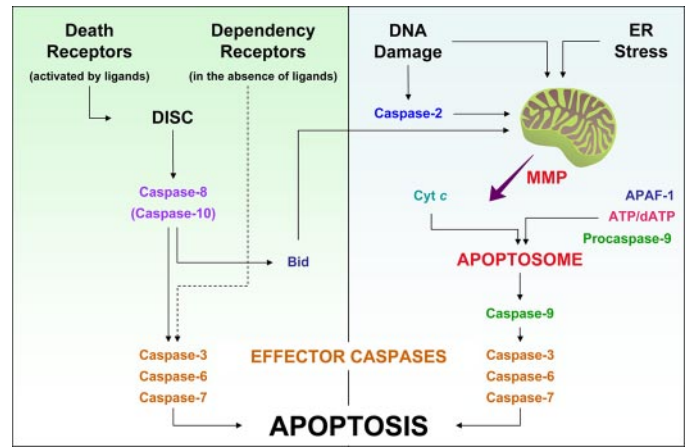 Death
Receptors
(activated by ligands)
Dependency
Receptors
(in the absence of ligands)
DISC
Caspase-8
(Caspase-10)
Bid
Caspase-3
Caspase-6
Caspase-7
DNA
Damage
ER
Stress
Caspase-2
MMP
Cyt c
APAF-1
ATP/dATP
Procaspase-9
APOPTOSOME
Caspase-9
EFFECTOR CASPASES
Caspase-3
Caspase-6
Caspase-7
APOPTOSIS